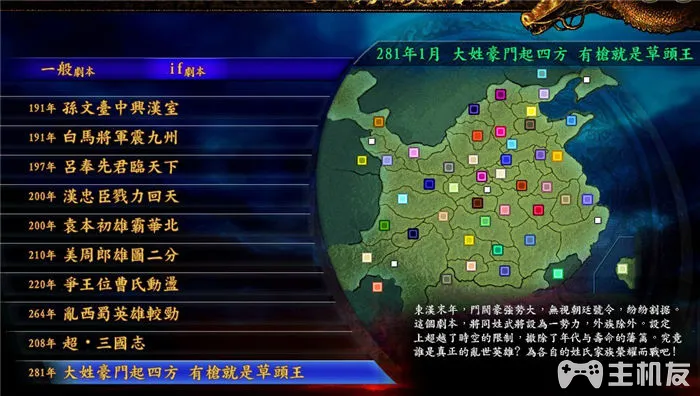 一般劇本
if劇本
281年1月 大姓豪門起四方 有槍就是草頭王
191年 孫文臺中興漢室
191年 白馬將軍震九州
197年 呂奉先君臨天下
200年 漢忠臣戮力回天
200年 袁本初雄霸華北
210年 美周郎雄圖二分
220年 爭王位曹氏動盪
264年 亂西蜀英雄較勁
208年 超·三國志
281年 大姓豪門起四方 有槍就是草頭王
東漢末年,門閥豪強勢大,無視朝廷號令,紛紛割據。
這個劇本,將同姓武將設為一勢力,外族除外。設定
上超越了時空的限制,撤除了年代与壽命的藩籬。究竟
誰是真正的亂世英雄?為各自的姓氏家族榮耀而戰吧!
主机友